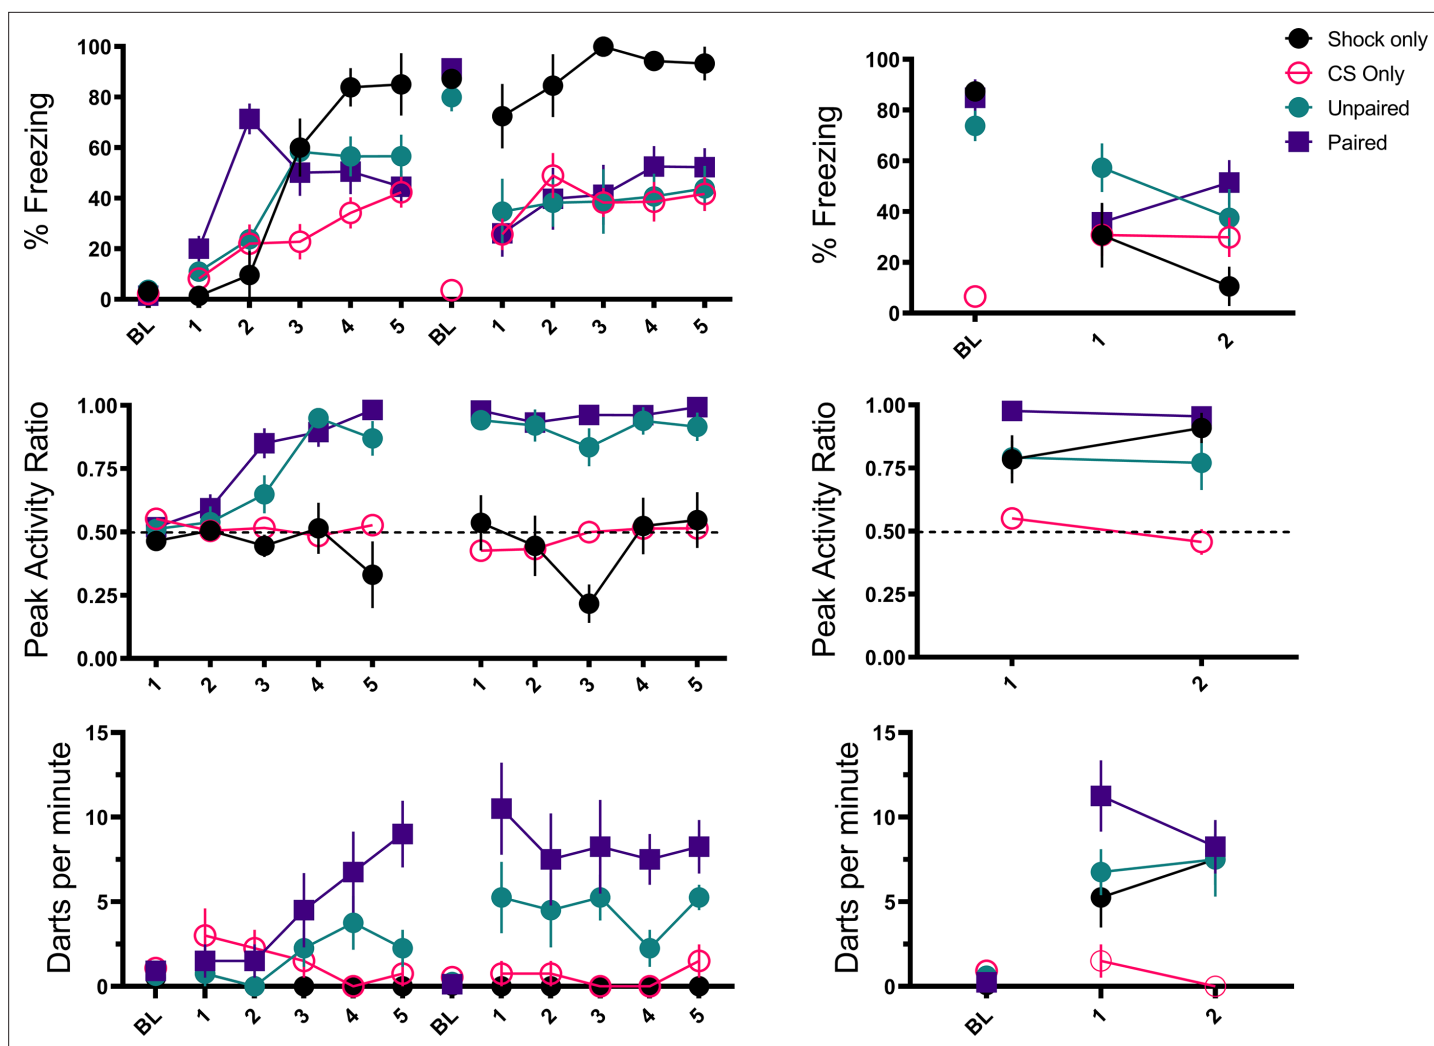 % Freezing
100
80
60
40
20
0
BL 1 2 3 4 5 BL 1 2 3 4 5
% Freezing
100
80
60
40
20
0
BL 1 2
Shock only
CS Only
Unpaired
Paired
Peak Activity Ratio
1.00
0.75
0.50
0.25
0.00
1 2 3 4 5 1 2 3 4 5
Peak Activity Ratio
1.00
0.75
0.50
0.25
0.00
1 2
Darts per minute
15
10
5
0
BL 1 2 3 4 5 BL 1 2 3 4 5
Darts per minute
15
10
5
0
BL 1 2